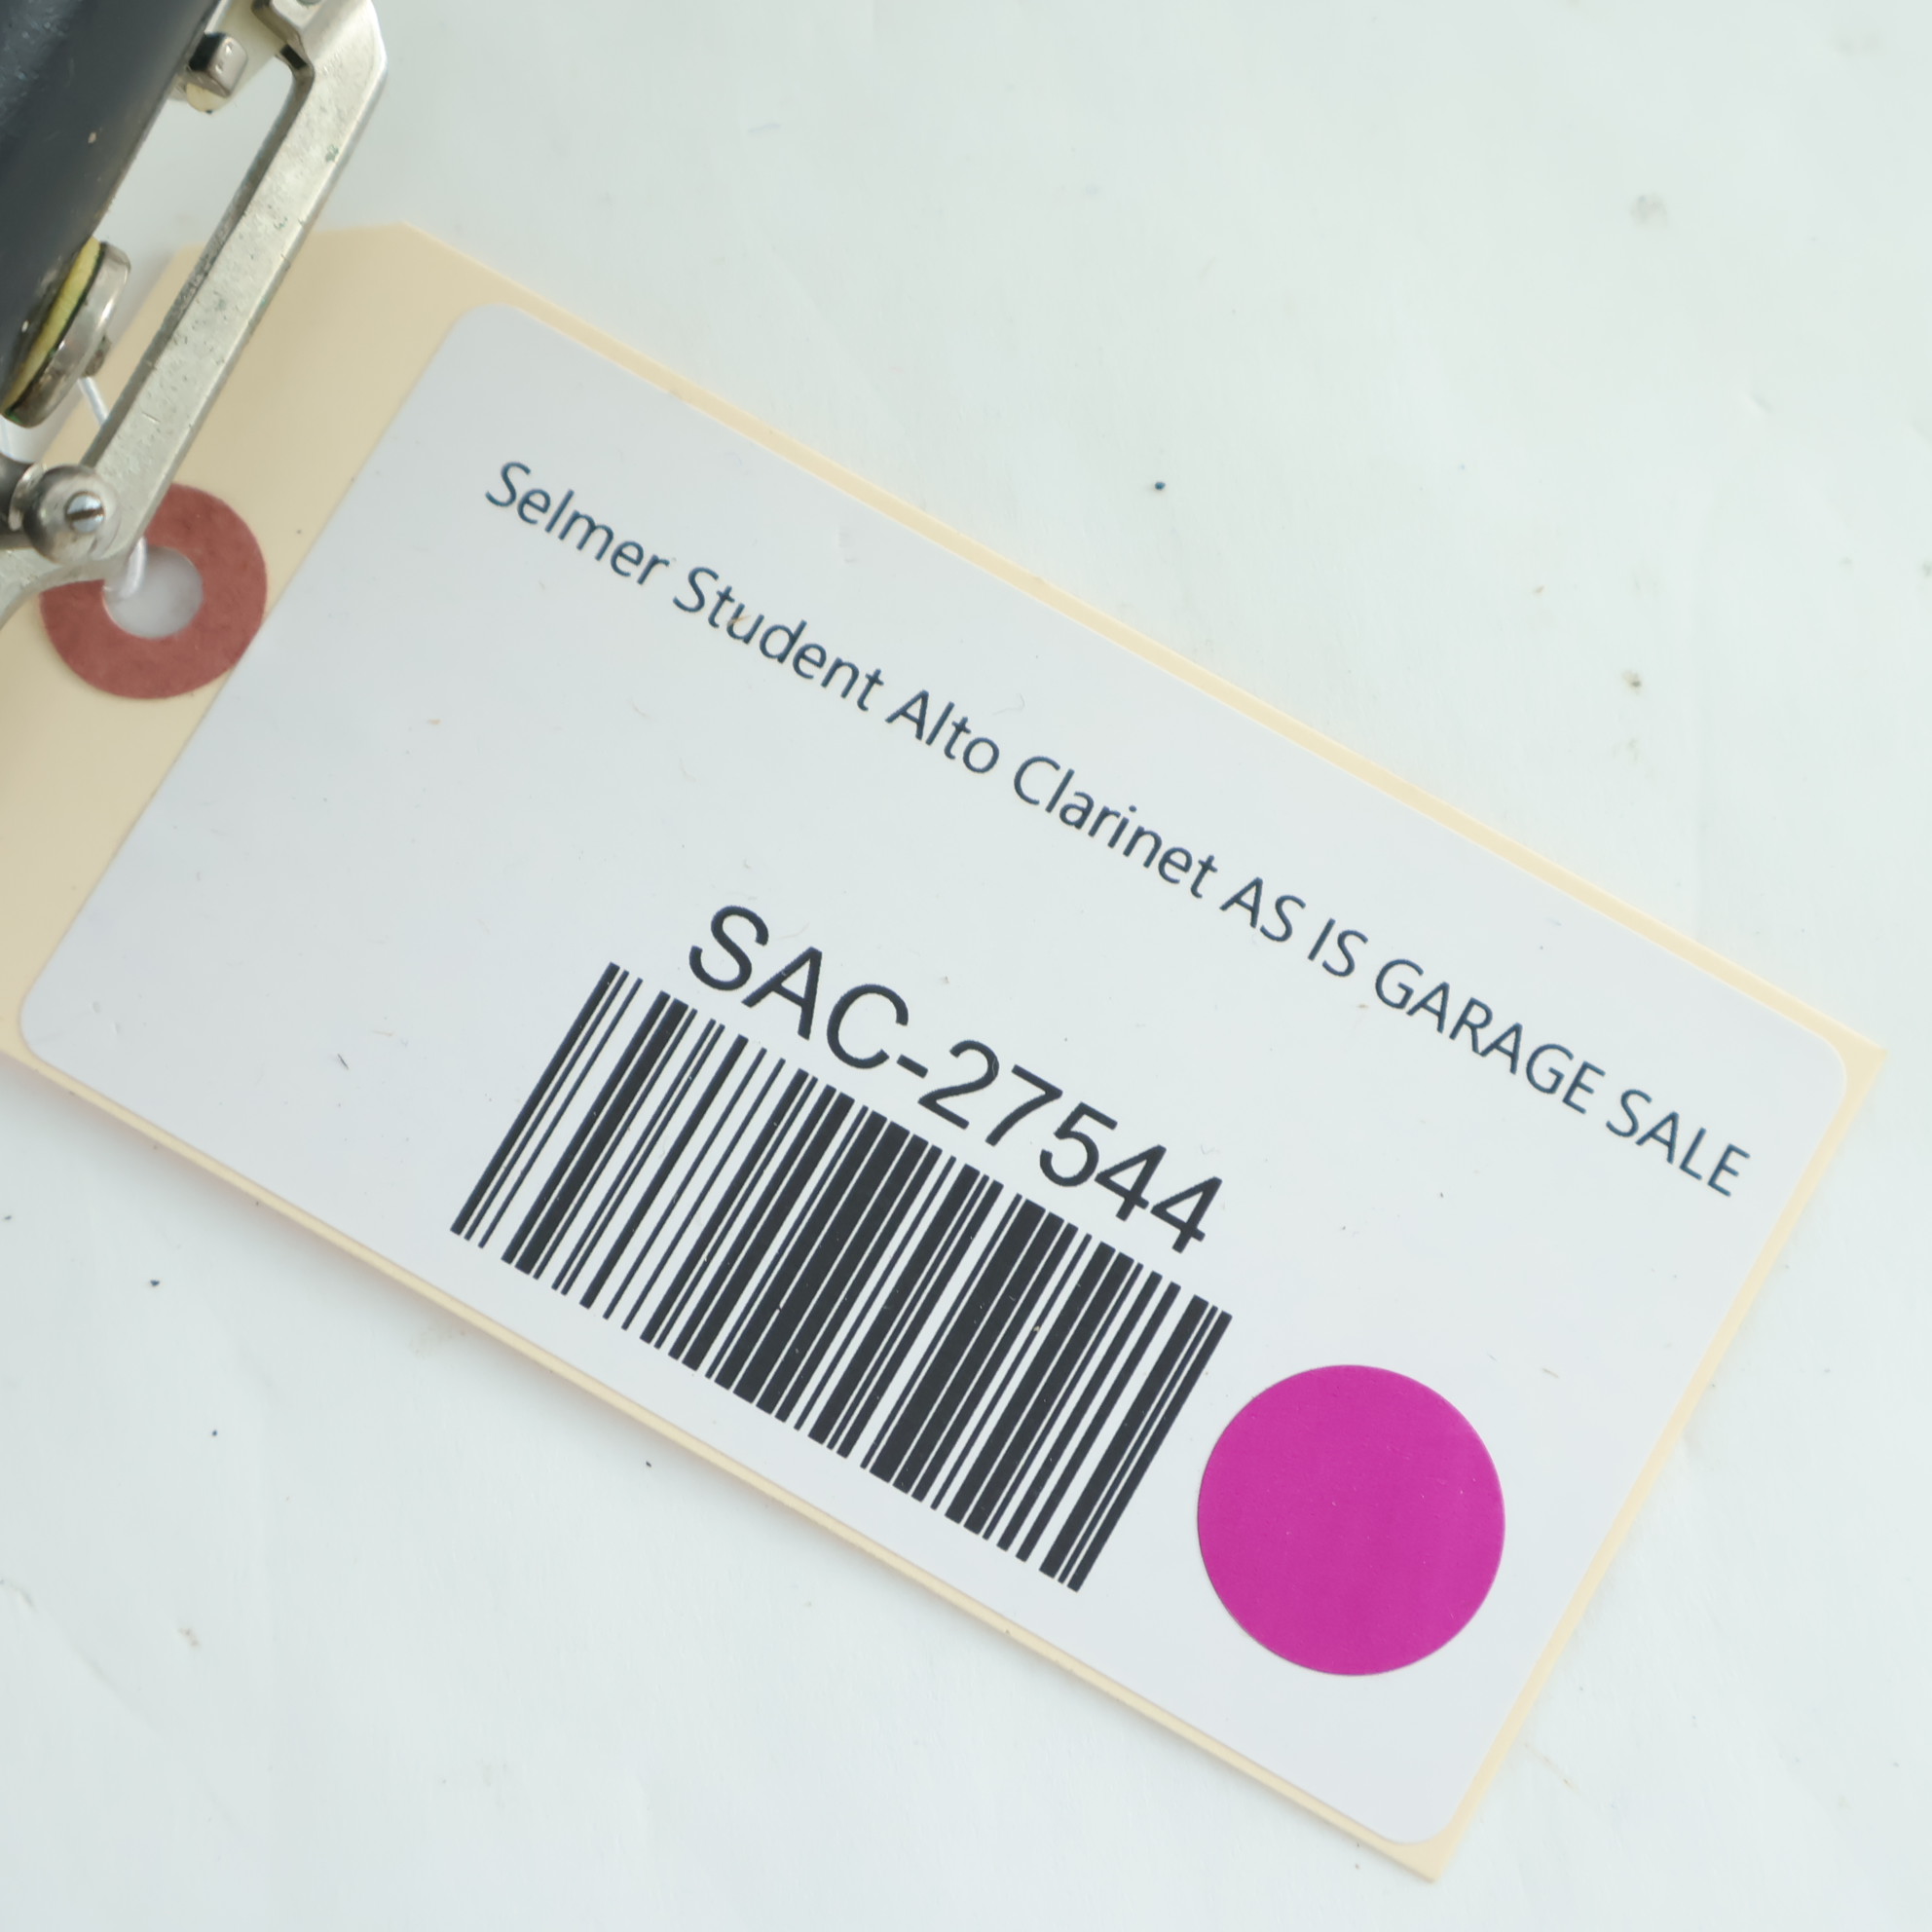 Selmer Student Alto Clarinet AS IS GARAGE SALE
SAC-27544